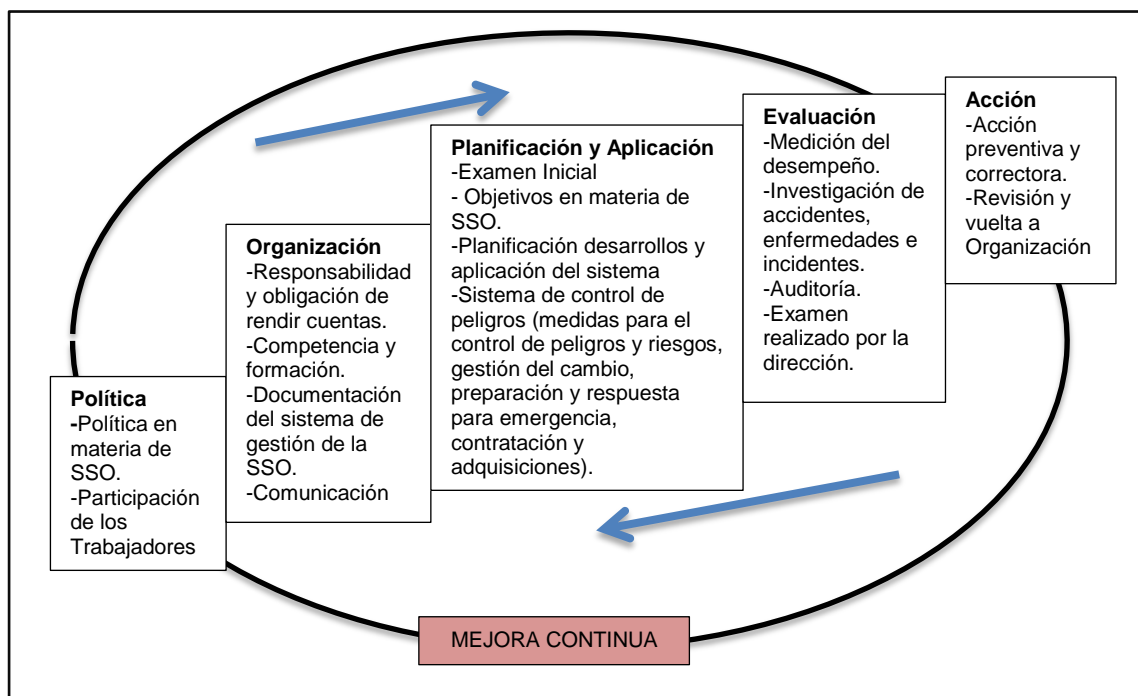 Política
-Política en
materia de
SSO.
-Participación
de los
Trabajadores
Organización
-Responsabilidad
y obligación de
rendir cuentas.
-Competencia y
formación.
-Documentación
del sistema de
gestión de la
SSO.
-Comunicación
Planificación y Aplicación
-Examen Inicial
- Objetivos en materia de
SSO.
-Planificación desarrollos y
aplicación del sistema
-Sistema de control de
peligros (medidas para el
control de peligros y riesgos,
gestión del cambio,
preparación y respuesta
para emergencia,
contratación y
adquisiciones).
Evaluación
-Medición del
desempeño.
-Investigación de
accidentes,
enfermedades e
incidentes.
-Auditoría.
-Examen
realizado por la
dirección.
Acción
-Acción
preventiva y
correctora.
-Revisión y
vuelta a
Organización
MEJORA CONTINUA